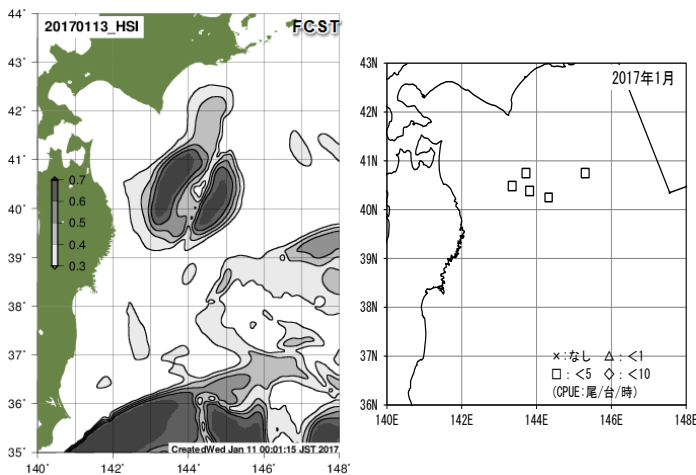 20170113_HSI
FCST
44°
43°
42°
41°
40°
39°
38°
37°
36°
35°
0.7
0.6
0.5
0.4
0.3
CreatedWed Jan 11 00:01:15 JST 2017
140° 142° 144° 146° 148°
2017年1月
43N
42N
41N
40N
39N
38N
37N
36N
×:なし △:<1
□:<5 ◇:<10
(CPUE:尾/台/時)
140E 142E 144E 146E 148E